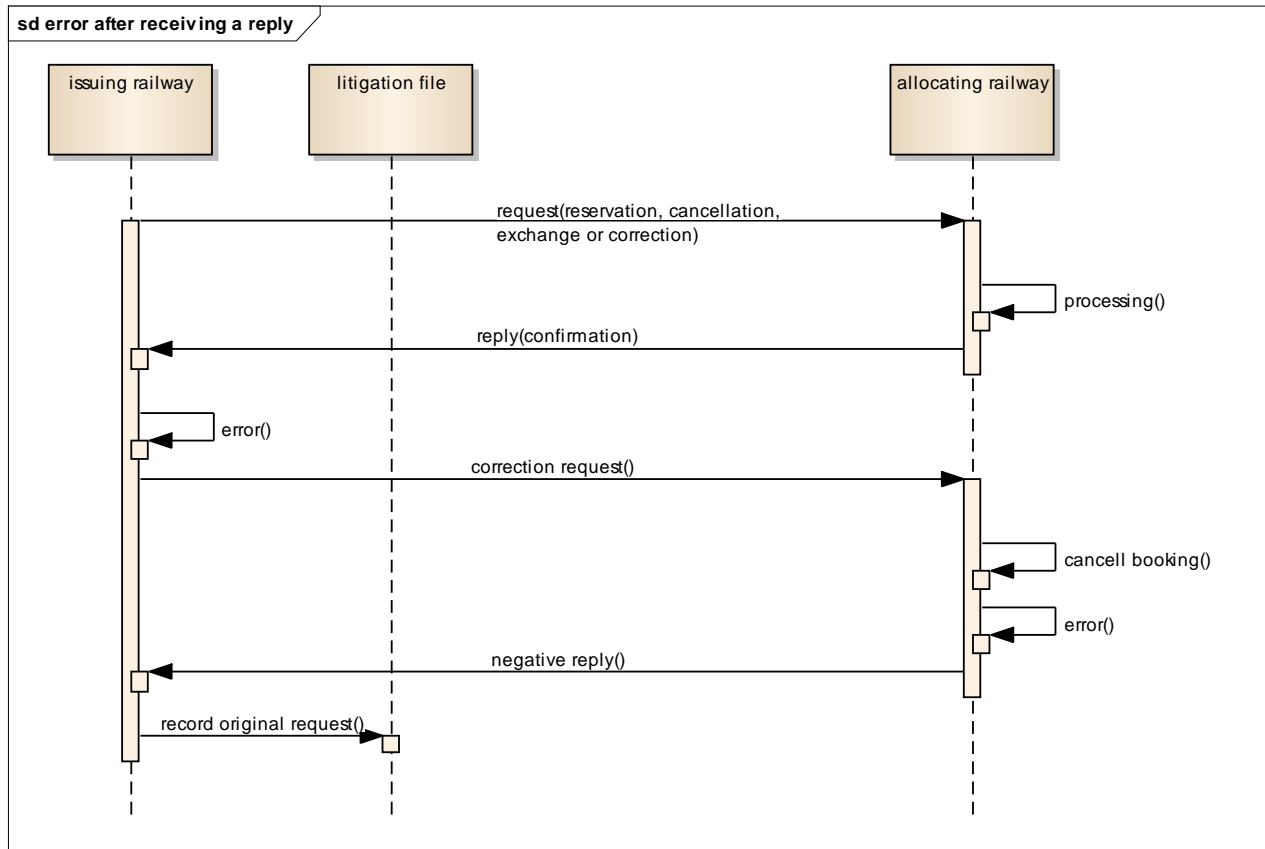 sd error after receiving a reply
issuing railway
litigation file
allocating railway
request(reservation, cancellation,
exchange or correction)
processing()
reply(confirmation)
error()
correction request()
cancell booking()
error()
negative reply()
record original request()